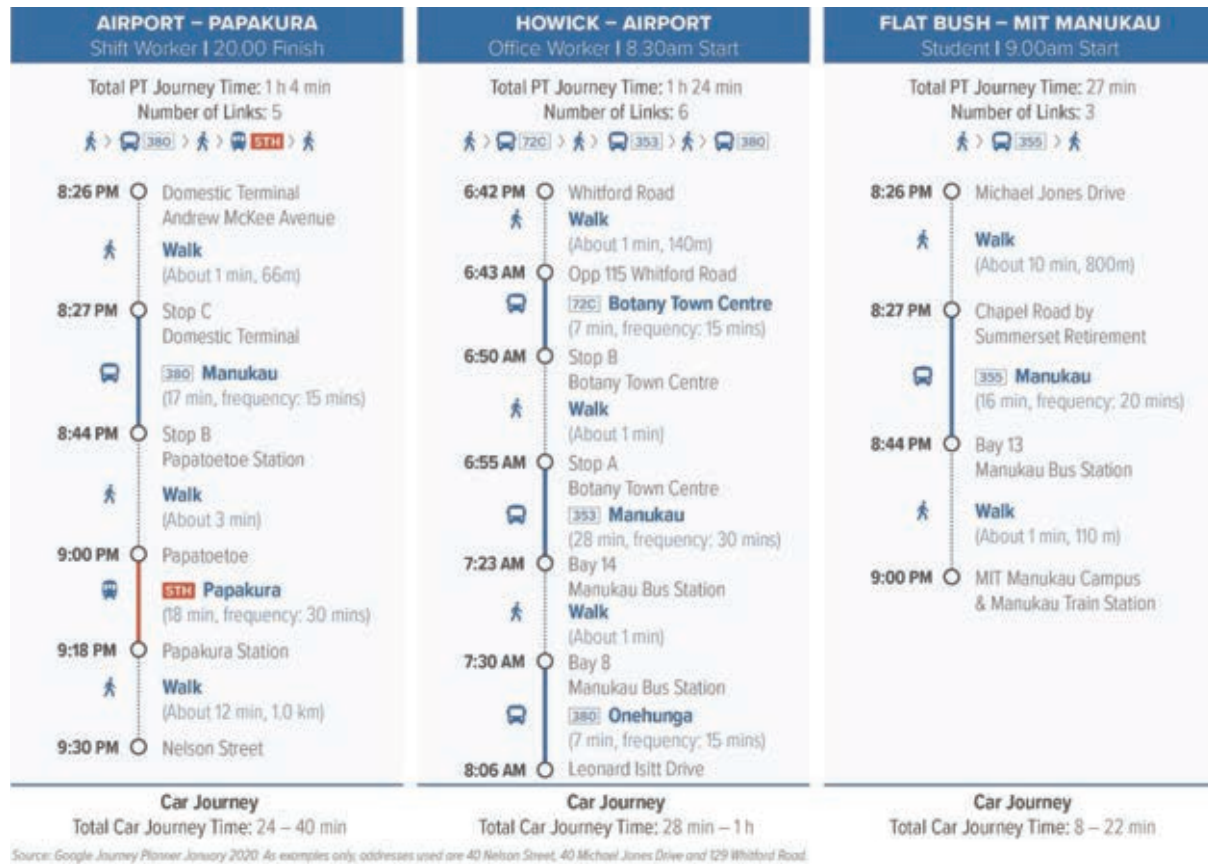 AIRPORT – PAPAKURA
Shift Worker I 20.00 Finish
Total PT Journey Time: 1 h 4 min
Number of Links: 5
> 380 > > STH >
8:26 PM Domestic Terminal
Andrew McKee Avenue
Walk
(About 1 min, 66m)
8:27 PM Stop C
Domestic Terminal
380 Manukau
(17 min, frequency: 15 mins)
8:44 PM Stop B
Papatoetoe Station
Walk
(About 3 min)
9:00 PM Papatoetoe
STH Papakura
(18 min, frequency: 30 mins)
9:18 PM Papakura Station
Walk
(About 12 min, 1.0 km)
9:30 PM Nelson Street
Car Journey
Total Car Journey Time: 24 – 40 min
HOWICK – AIRPORT
Office Worker I 8.30am Start
Total PT Journey Time: 1 h 24 min
Number of Links: 6
> 72C > > 353 > > 380
6:42 PM Whitford Road
Walk
(About 1 min, 140m)
6:43 AM Opp 115 Whitford Road
72C Botany Town Centre
(7 min, frequency: 15 mins)
6:50 AM Stop B
Botany Town Centre
Walk
(About 1 min)
6:55 AM Stop A
Botany Town Centre
353 Manukau
(28 min, frequency: 30 mins)
7:23 AM Bay 14
Manukau Bus Station
Walk
(About 1 min)
7:30 AM Bay 8
Manukau Bus Station
380 Onehunga
(7 min, frequency: 15 mins)
8:06 AM Leonard Isitt Drive
Car Journey
Total Car Journey Time: 28 min – 1 h
FLAT BUSH – MIT MANUKAU
Student I 9.00am Start
Total PT Journey Time: 27 min
Number of Links: 3
> 355 >
8:26 PM Michael Jones Drive
Walk
(About 10 min, 800m)
8:27 PM Chapel Road by
Summerset Retirement
355 Manukau
(16 min, frequency: 20 mins)
8:44 PM Bay 13
Manukau Bus Station
Walk
(About 1 min, 110 m)
9:00 PM MIT Manukau Campus
& Manukau Train Station
Car Journey
Total Car Journey Time: 8 – 22 min
Source: Google Journey Planner January 2020. As examples only, addresses used are 40 Nelson Street, 40 Michael Jones Drive and 129 Whitford Road.